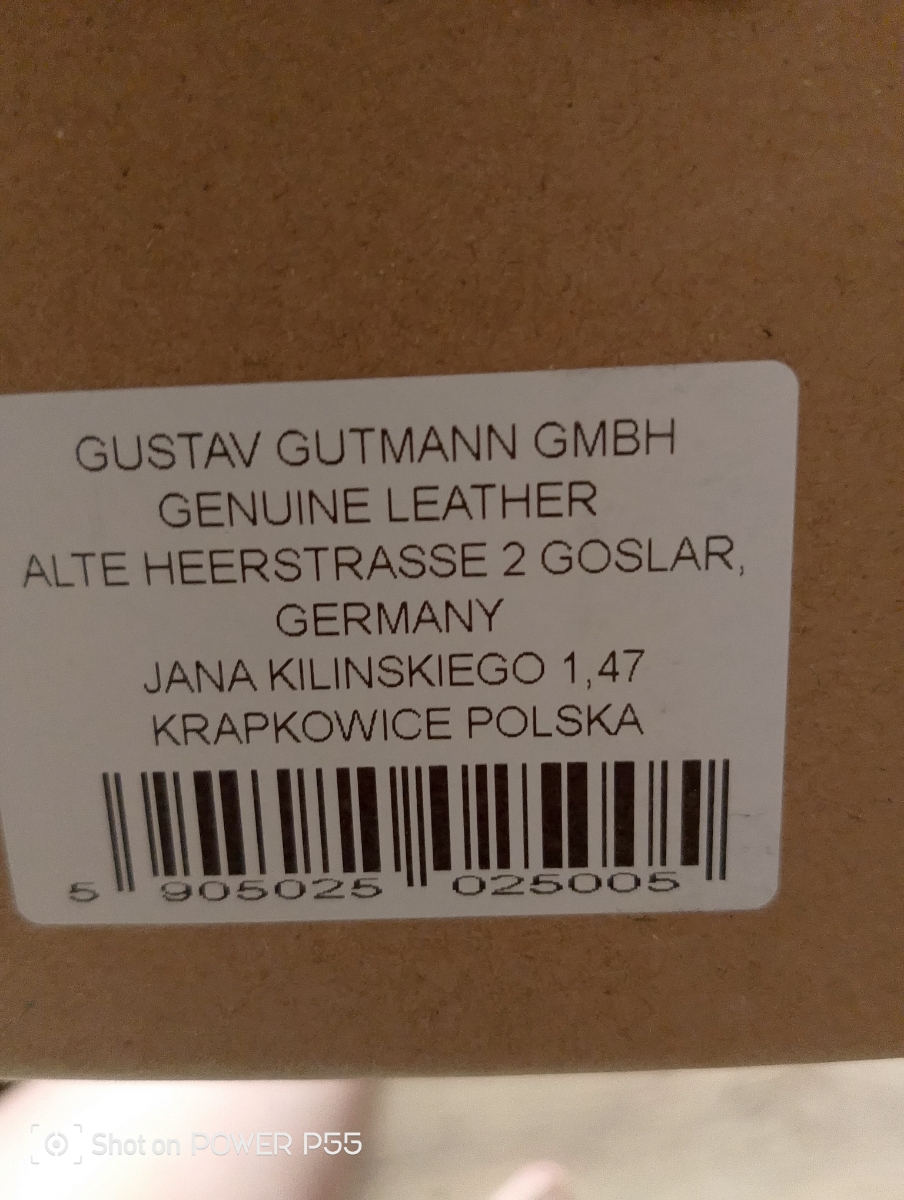 GUSTAV GUTMANN GMBH
GENUINE LEATHER
ALTE HEERSTRASSE 2 GOSLAR,
GERMANY
JANA KILINSKIEGO 1,47
KRAPKOWICE POLSKA
5 905025 025005
Shot on POWER P55